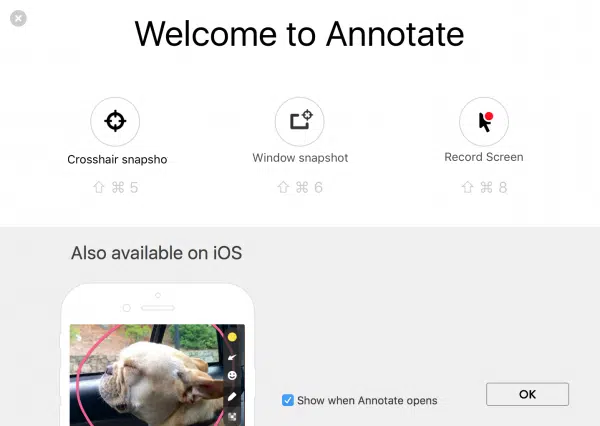 Welcome to Annotate
Crosshair snapsho
Window snapshot
Record Screen
⇧ ⌘ 5
⇧ ⌘ 6
⇧ ⌘ 8
Also available on iOS
Show when Annotate opens
OK